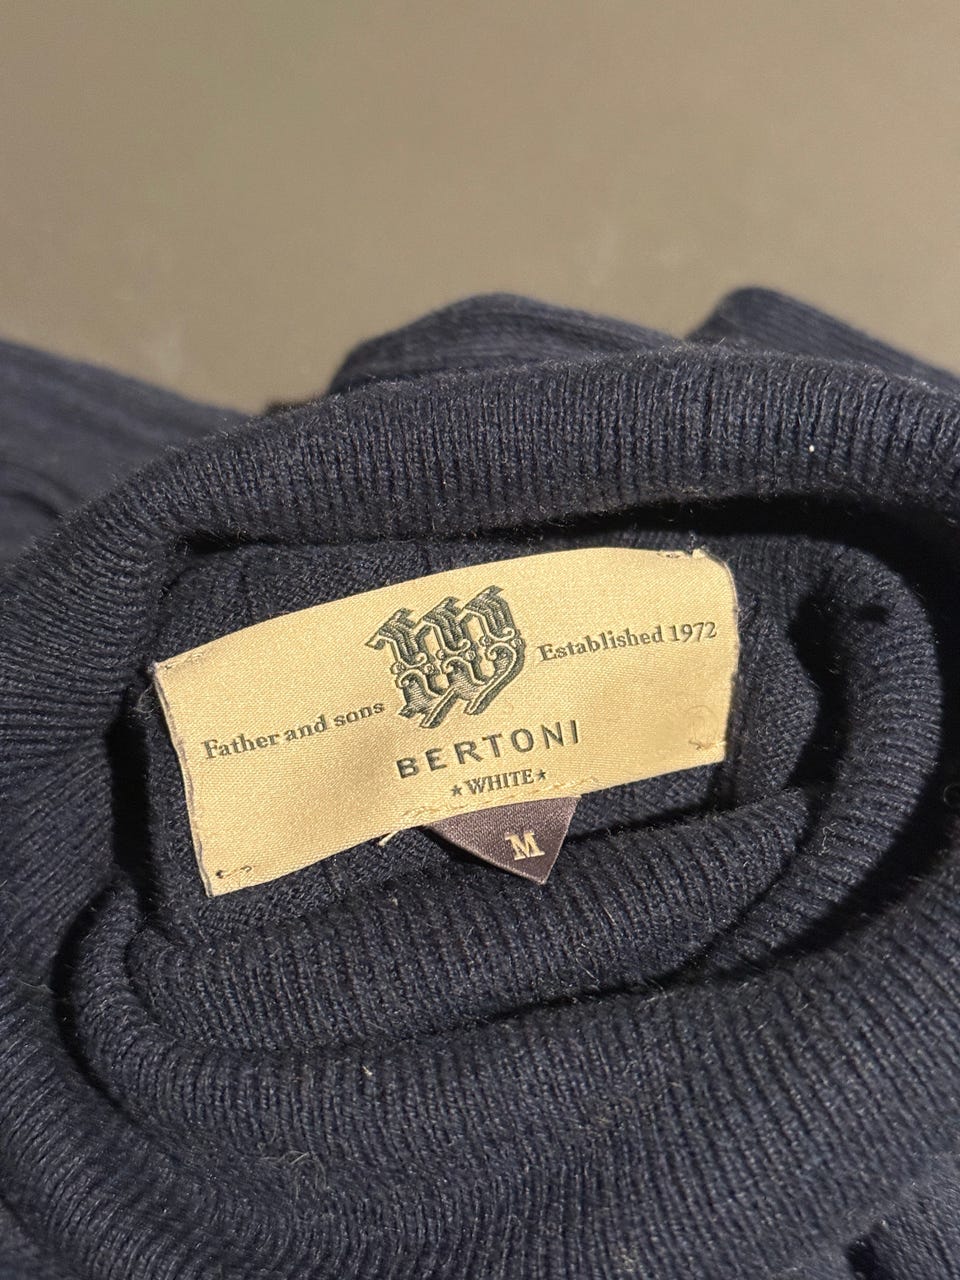 Father and sons
Established 1972
BERTONI
★WHITE★
M